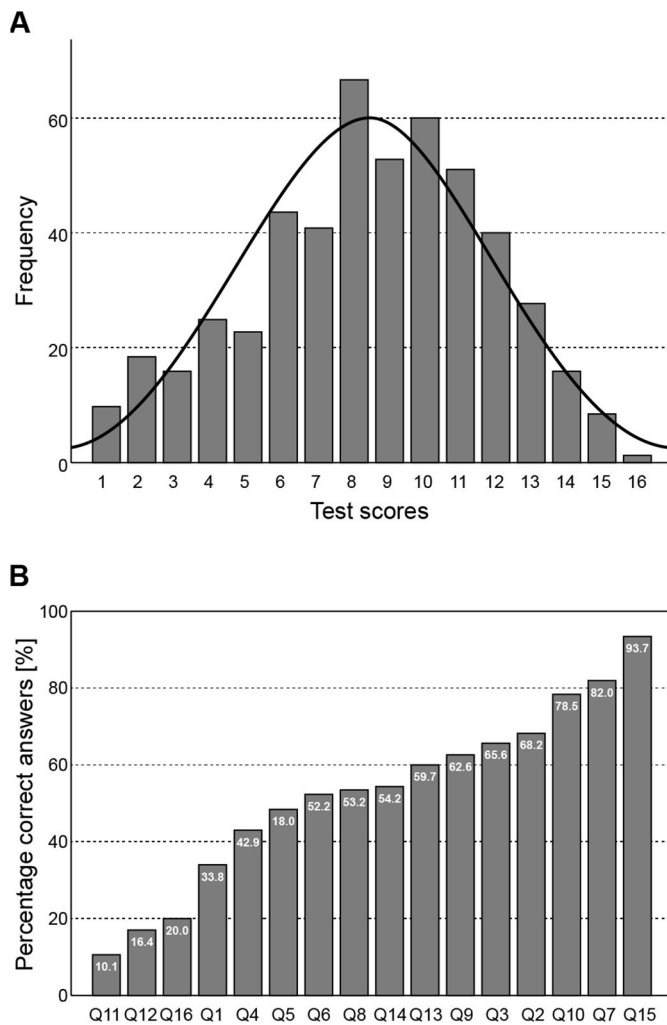 A
Frequency
60
40
20
0
1 2 3 4 5 6 7 8 9 10 11 12 13 14 15 16
Test scores
B
Percentage correct answers [%]
100
80
60
40
20
0
10.1 16.4 20.0 33.8 42.9 18.0 52.2 53.2 54.2 59.7 62.6 65.6 68.2 78.5 82.0 93.7
Q11 Q12 Q16 Q1 Q4 Q5 Q6 Q8 Q14 Q13 Q9 Q3 Q2 Q10 Q7 Q15